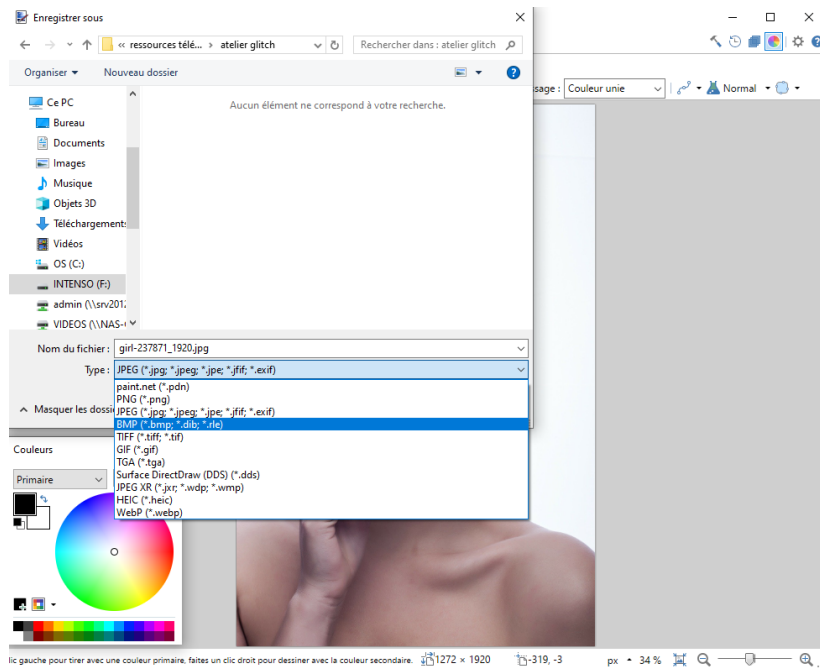 Enregistrer sous
« ressources télé... › atelier glitch
Rechercher dans : atelier glitch
Organiser
Nouveau dossier
Ce PC
Bureau
Documents
Images
Musique
Objets 3D
Téléchargements
Vidéos
OS (C:)
INTENSO (F:)
admin (\\srv2012
VIDEOS (\\NAS-
Aucun élément ne correspond à votre recherche.
ssage :
Couleur unie
Normal
Nom du fichier :
girl-237871_1920.jpg
Type :
JPEG (*.jpg; *.jpeg; *.jpe; *.jfif; *.exif)
paint.net (*.pdn)
PNG (*.png)
JPEG (*.jpg; *.jpeg; *.jpe; *.jfif; *.exif)
BMP (*.bmp; *.dib; *.rle)
TIFF (*.tiff; *.tif)
GIF (*.gif)
TGA (*.tga)
Surface DirectDraw (DDS) (*.dds)
JPEG XR (*.jxr; *.wdp; *.wmp)
HEIC (*.heic)
WebP (*.webp)
Masquer les dossi
Couleurs
Primaire
lic gauche pour tirer avec une couleur primaire, faites un clic droit pour dessiner avec la couleur secondaire.
1272 × 1920
-319, -3
px
34 %